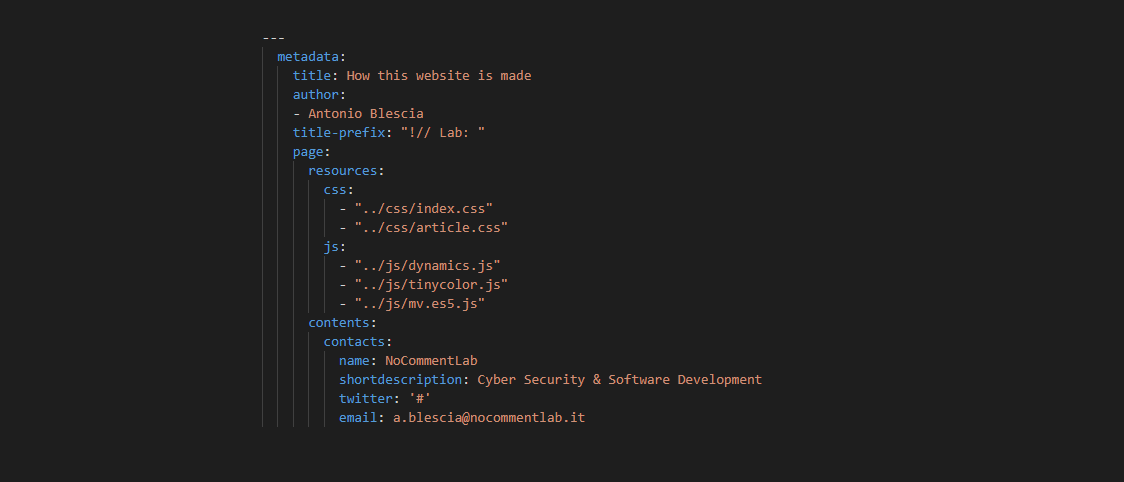 ---
metadata:
title: How this website is made
author:
- Antonio Blescia
title-prefix: "!// Lab: "
page:
resources:
css:
- "../css/index.css"
- "../css/article.css"
js:
- "../js/dynamics.js"
- "../js/tinycolor.js"
- "../js/mv.es5.js"
contents:
contacts:
name: NoCommentLab
shortdescription: Cyber Security & Software Development
twitter: '#'
email: a.blescia@nocommentlab.it